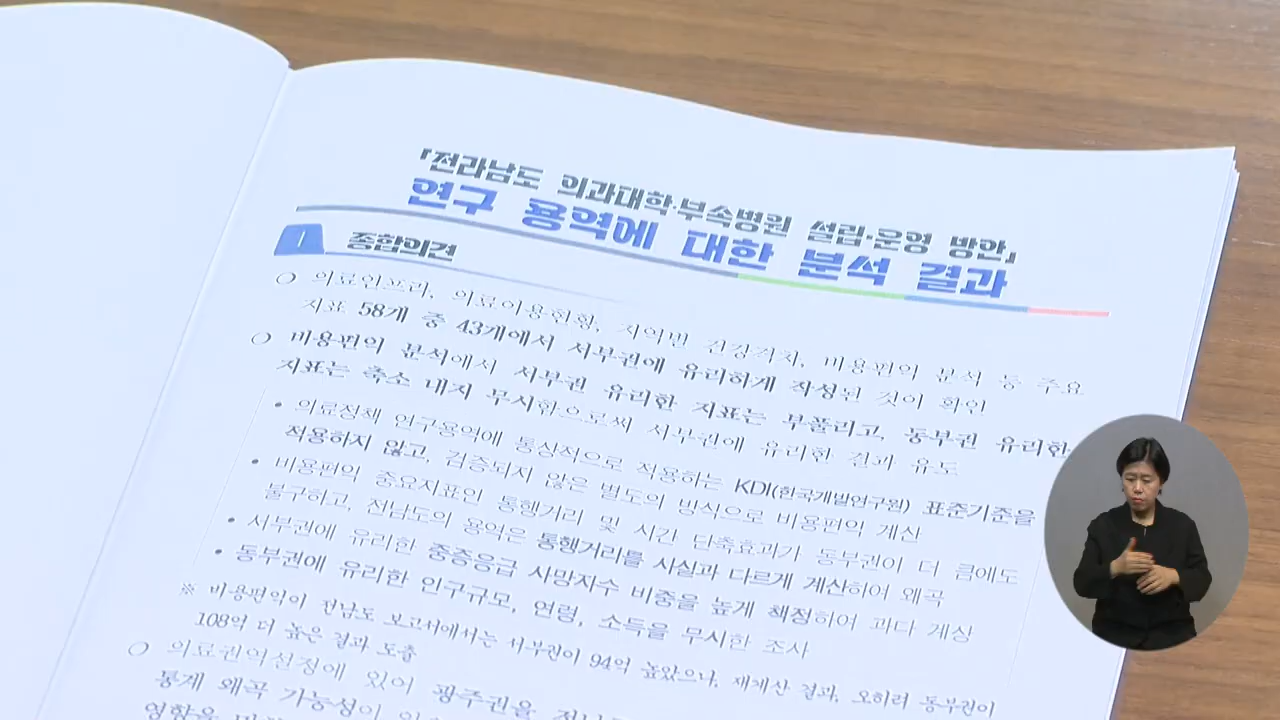 『전라남도 의과대학·부속병원 설립·운영 방안』
연구 용역에 대한 분석 결과
1 종합의견
○ 의료인프라, 의료이용현황, 지역별 건강격차, 비용편익 분석 등 주요
지표 58개 중 43개에서 서부권에 유리하게 작성된 것이 확인
○ 비용편익 분석에서 서부권 유리한 지표는 부풀리고, 동부권 유리한
지표는 축소 내지 무시함으로써 서부권에 유리한 결과 유도
• 의료정책 연구용역에 통상적으로 적용하는 KDI(한국개발연구원) 표준기준을
적용하지 않고, 검증되지 않은 별도의 방식으로 비용편익 계산
• 비용편익 중요지표인 통행거리 및 시간 단축효과가 동부권이 더 큼에도
불구하고, 전남도의 용역은 통행거리를 사실과 다르게 계산하여 왜곡
• 서부권에 유리한 중증응급 사망자수 비중을 높게 책정하여 과다 계상
• 동부권에 유리한 인구규모, 연령, 소득을 무시한 조사
※ 비용편익이 전남도 보고서에서는 서부권이 94억 높았으나, 재계산 결과, 오히려 동부권이
108억 더 높은 결과 도출
○ 의료권역설정에 있어 광주권을
통계 왜곡 가능성이
영향을